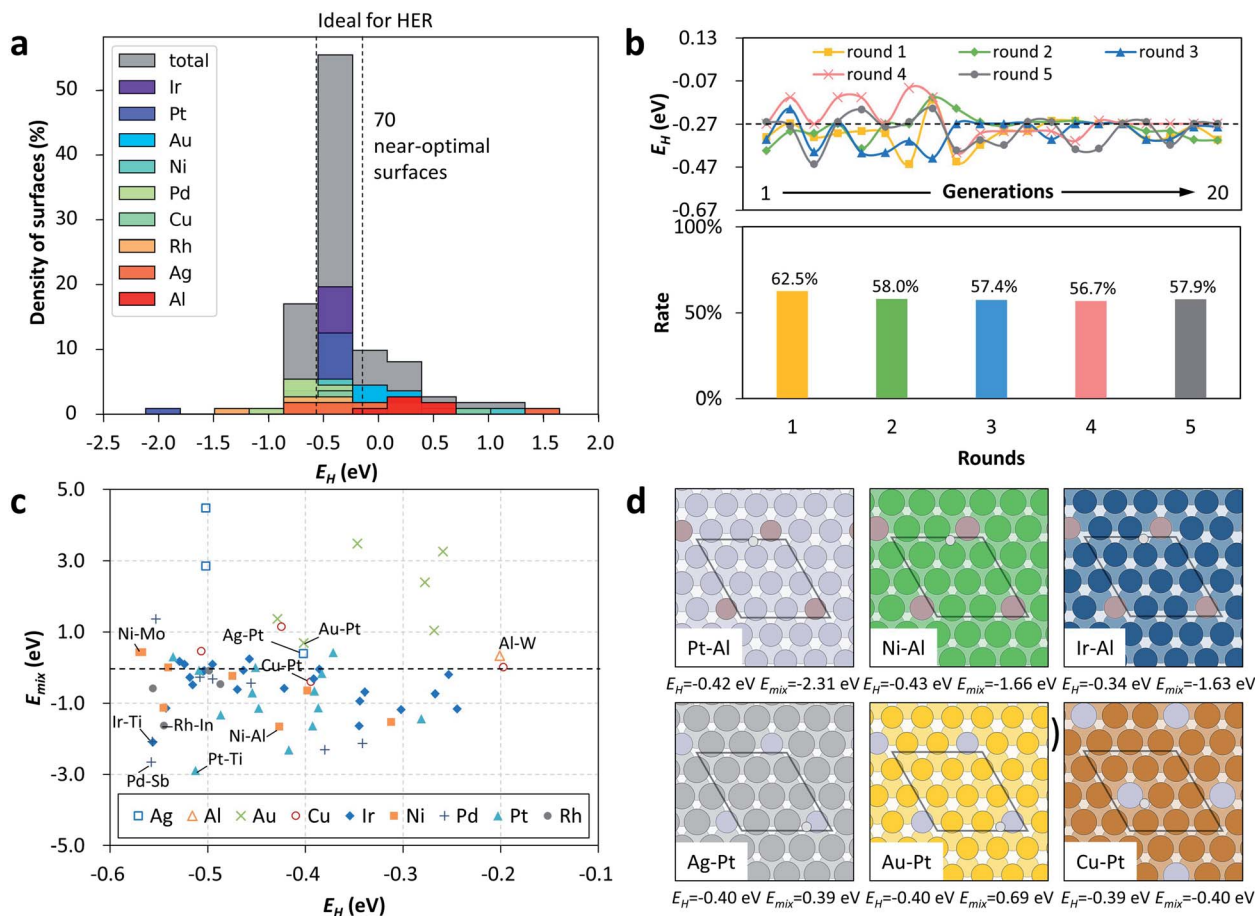 a
Ideal for HER
total
Ir
Pt
Au
Ni
Pd
Cu
Rh
Ag
Al
70
near-optimal
surfaces
Density of surfaces (%)
50
40
30
20
10
0
-2.5 -2.0 -1.5 -1.0 -0.5 0.0 0.5 1.0 1.5 2.0
E_H (eV)
b
round 1 round 2 round 3
round 4 round 5
E_H (eV)
0.13
-0.07
-0.27
-0.47
-0.67
1 Generations 20
Rate
100%
50%
0%
62.5% 58.0% 57.4% 56.7% 57.9%
1 2 3 4 5
Rounds
c
E_mix (eV)
5.0
3.0
1.0
-1.0
-3.0
-5.0
Ni-Mo
Ag-Pt
Au-Pt
Al-W
Cu-Pt
Ir-Ti
Rh-In
Ni-Al
Pt-Ti
Pd-Sb
Ag Al Au Cu Ir Ni Pd Pt Rh
-0.6 -0.5 -0.4 -0.3 -0.2 -0.1
E_H (eV)
d
Pt-Al
E_H=-0.42 eV E_mix=-2.31 eV
Ni-Al
E_H=-0.43 eV E_mix=-1.66 eV
Ir-Al
E_H=-0.34 eV E_mix=-1.63 eV
)
Ag-Pt
E_H=-0.40 eV E_mix=0.39 eV
Au-Pt
E_H=-0.40 eV E_mix=0.69 eV
Cu-Pt
E_H=-0.39 eV E_mix=-0.40 eV